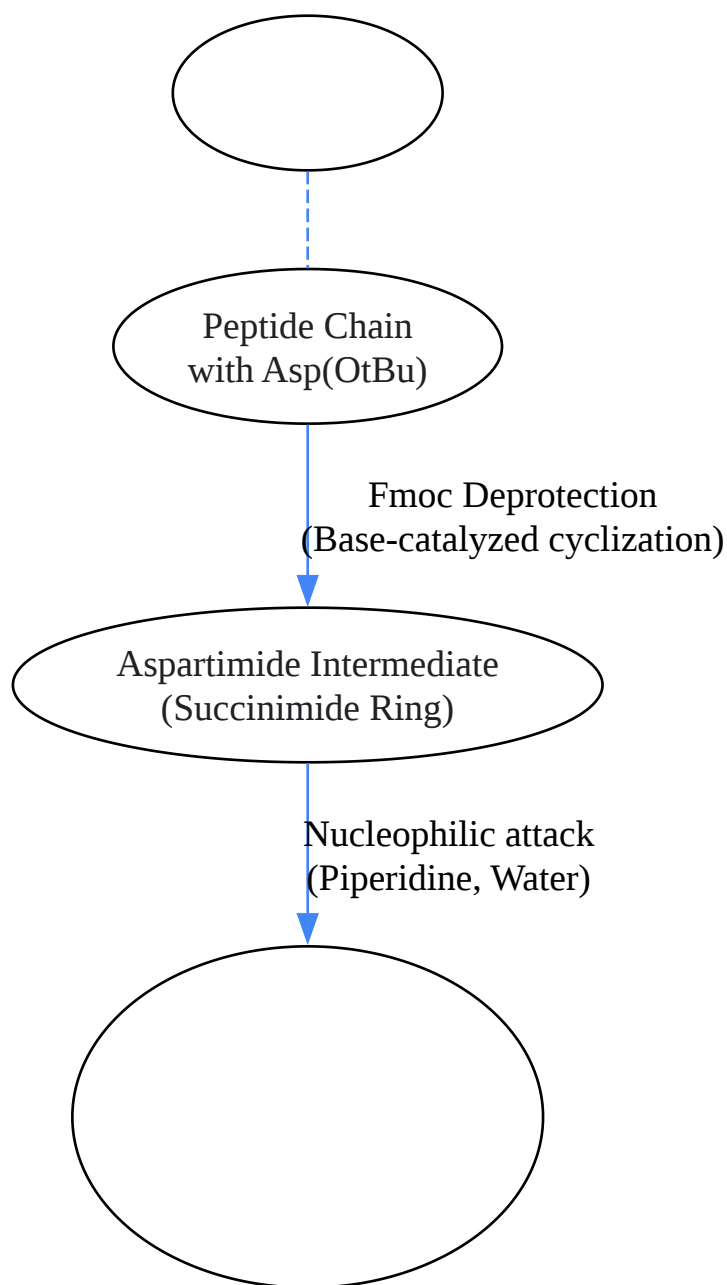 Peptide Chain
with Asp(OtBu)
Fmoc Deprotection
(Base-catalyzed cyclization)
Aspartimide Intermediate
(Succinimide Ring)
Nucleophilic attack
(Piperidine, Water)